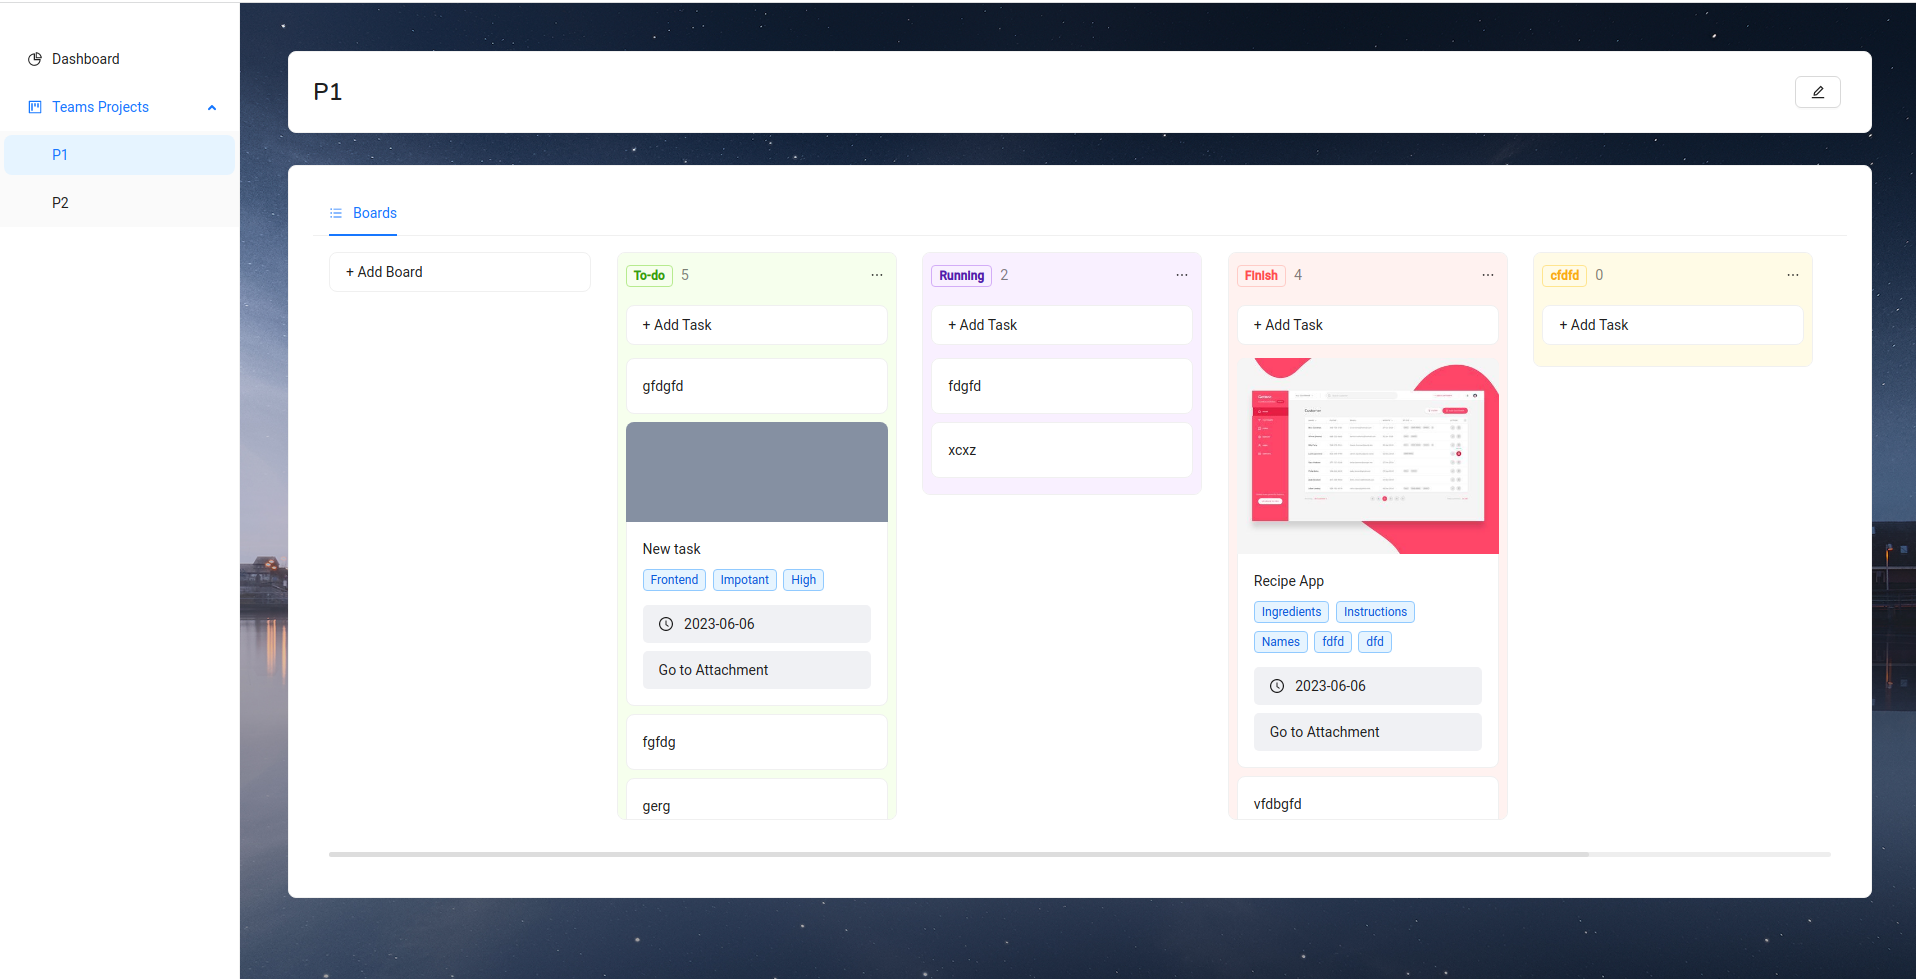 Dashboard
Teams Projects
P1
P2
P1
Boards
+ Add Board
To-do 5 ...
+ Add Task
gfdgfd
New task
Frontend Impotant High
2023-06-06
Go to Attachment
fgfdg
gerg
Running 2 ...
+ Add Task
fdgfd
xcxz
Finish 4 ...
+ Add Task
Customer
Recipe App
Ingredients Instructions
Names fdfd dfd
2023-06-06
Go to Attachment
vfdbgfd
cfdfd 0 ...
+ Add Task